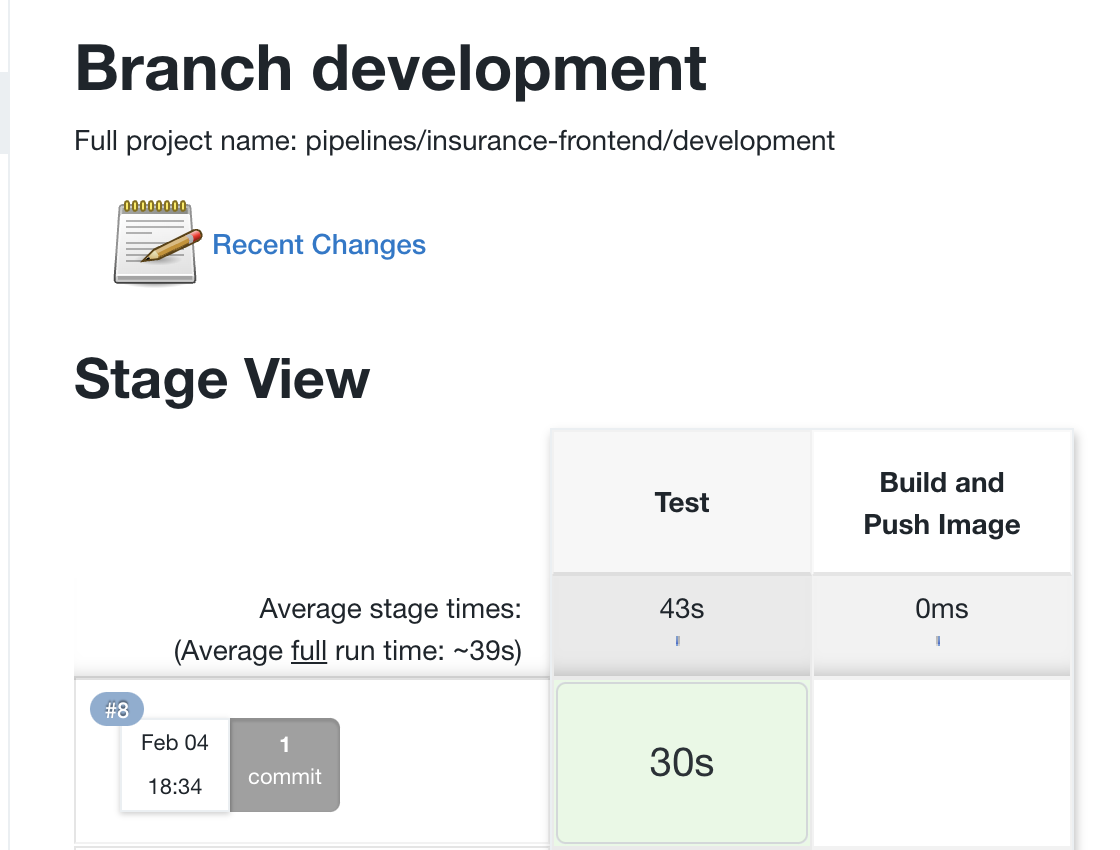 Branch development
Full project name: pipelines/insurance-frontend/development
Recent Changes
Stage View
Test
Build and
Push Image
Average stage times:
43s
0ms
(Average full run time: ~39s)
#8
Feb 04
18:34
1
commit
30s